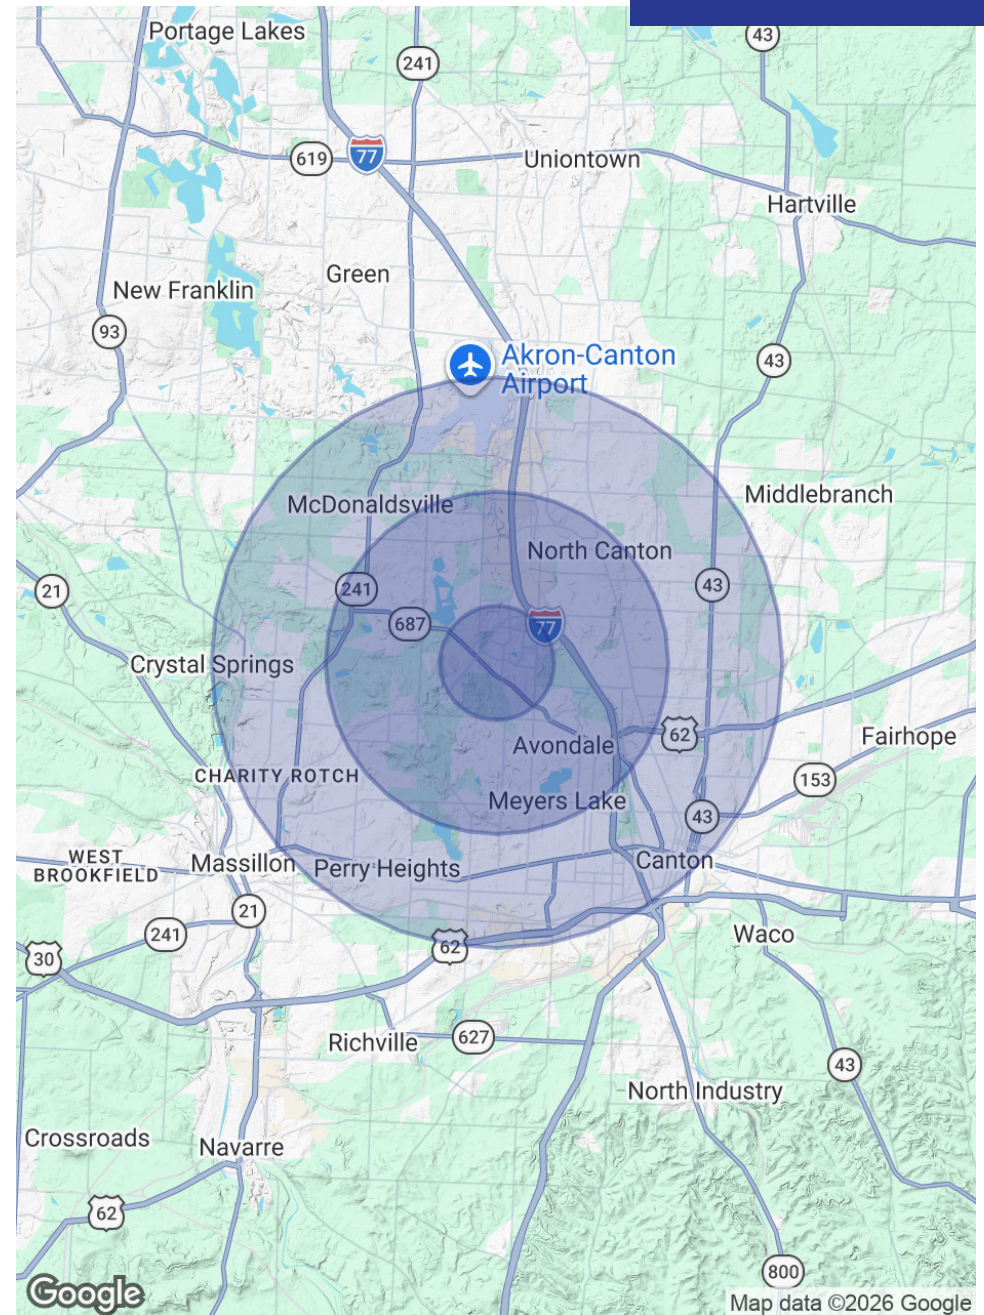 Portage Lakes
43
241
619
77
Uniontown
Hartville
Green
New Franklin
93
Akron-Canton
Airport
43
McDonaldsville
Middlebranch
North Canton
21
241
43
687
77
Crystal Springs
62
Avondale
Fairhope
CHARITY ROTCH
153
Meyers Lake
43
WEST
BROOKFIELD
Massillon
Perry Heights
Canton
21
241
62
Waco
30
Richville
627
43
North Industry
Crossroads
Navarre
62
800
Google
Map data ©2026 Google